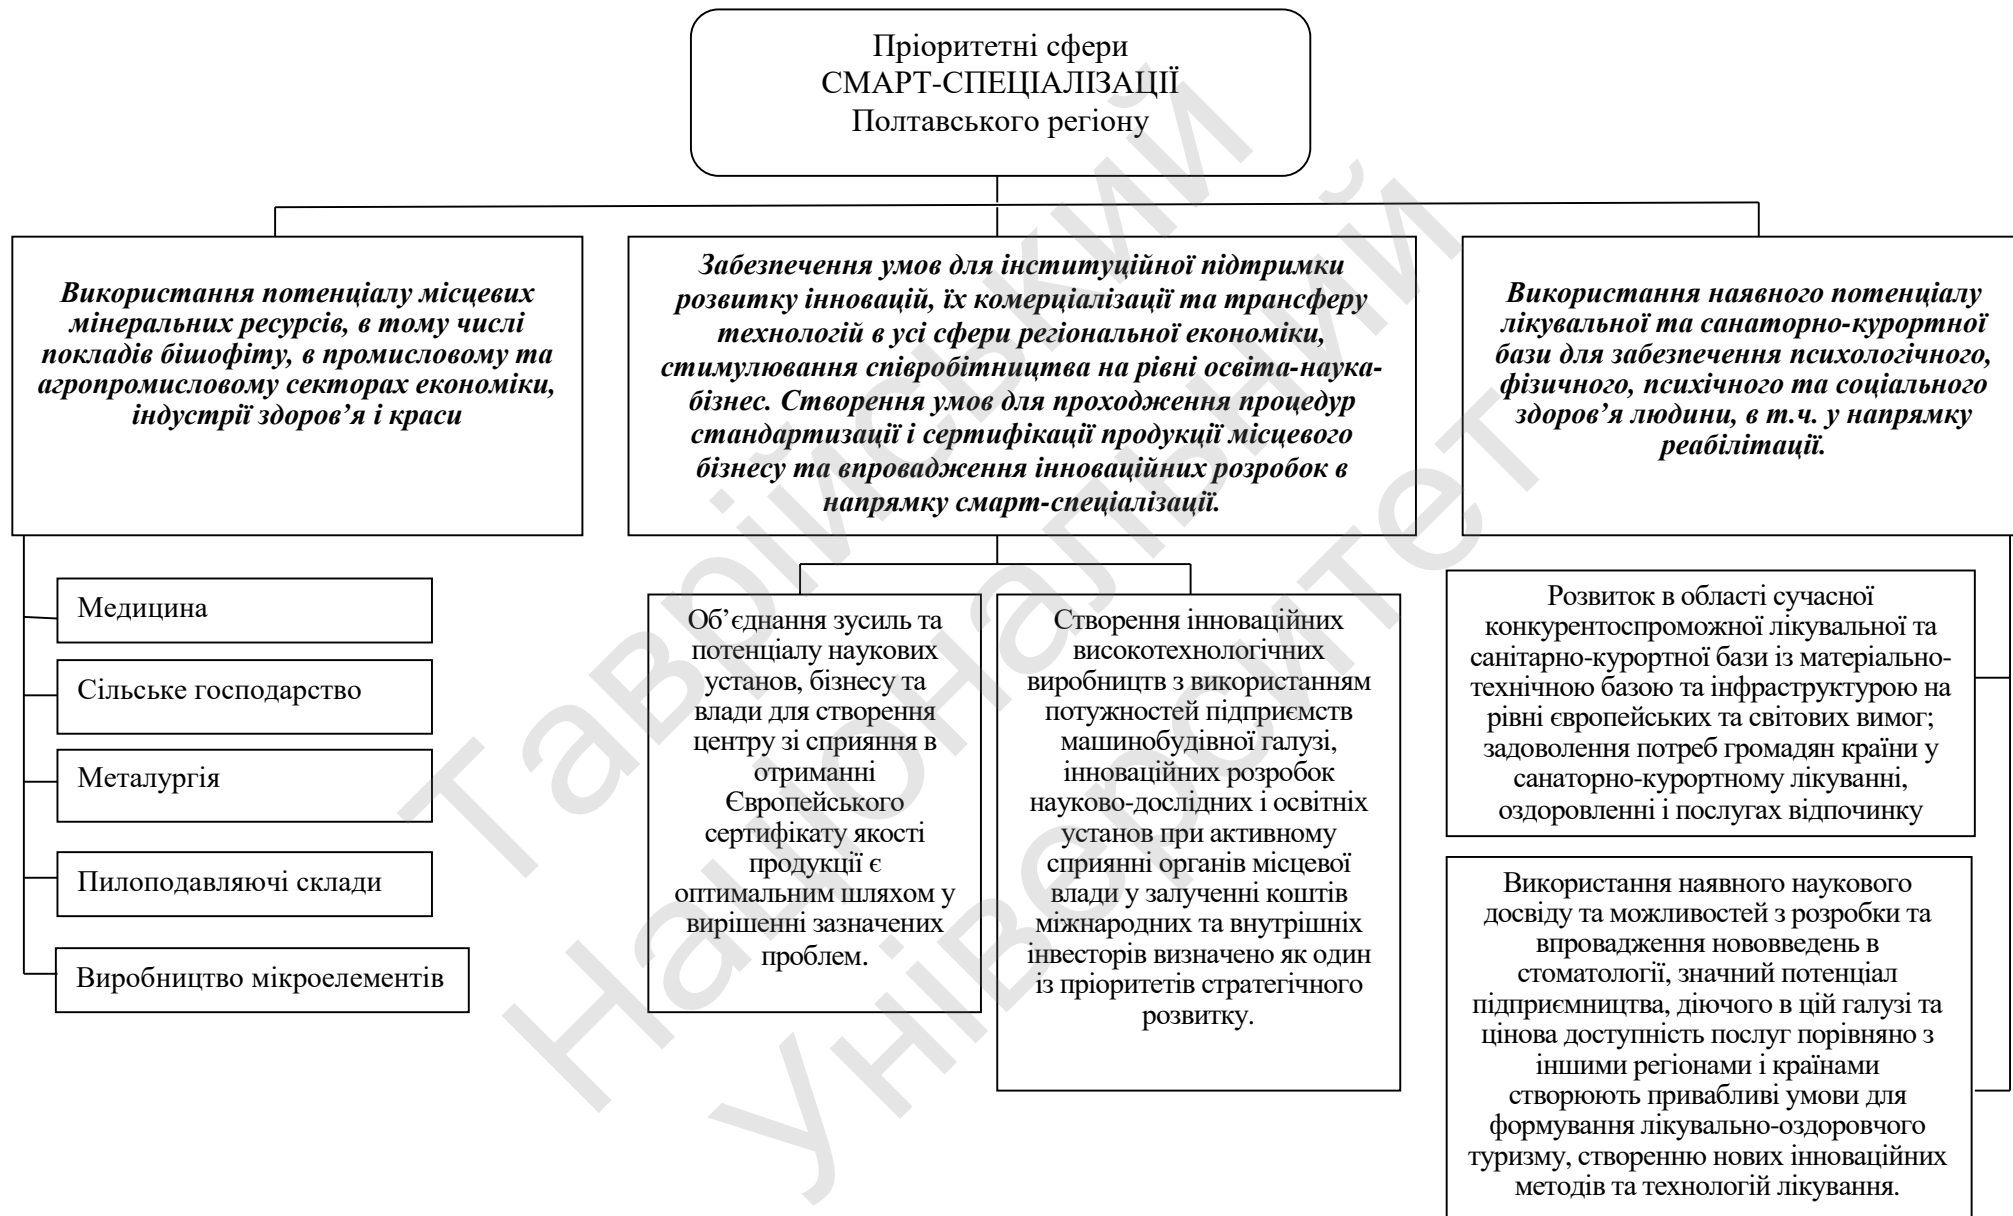 Пріоритетні сфери
СМАРТ-СПЕЦІАЛІЗАЦІЇ
Полтавського регіону
Використання потенціалу місцевих
мінеральних ресурсів, в тому числі
покладів бішофіту, в промисловому та
агропромисловому секторах економіки,
індустрії здоров’я і краси
Медицина
Сільське господарство
Металургія
Пилоподавляючі склади
Виробництво мікроелементів
Забезпечення умов для інституційної підтримки
розвитку інновацій, їх комерціалізації та трансферу
технологій в усі сфери регіональної економіки,
стимулювання співробітництва на рівні освіта-наука-
бізнес. Створення умов для проходження процедур
стандартизації і сертифікації продукції місцевого
бізнесу та впровадження інноваційних розробок в
напрямку смарт-спеціалізації.
Об’єднання зусиль та
потенціалу наукових
установ, бізнесу та
влади для створення
центру зі сприяння в
отриманні
Європейського
сертифікату якості
продукції є
оптимальним шляхом у
вирішенні зазначених
проблем.
Створення інноваційних
високотехнологічних
виробництв з використанням
потужностей підприємств
машинобудівної галузі,
інноваційних розробок
науково-дослідних і освітніх
установ при активному
сприянні органів місцевої
влади у залученні коштів
міжнародних та внутрішніх
інвесторів визначено як один
із пріоритетів стратегічного
розвитку.
Використання наявного потенціалу
лікувальної та санаторно-курортної
бази для забезпечення психологічного,
фізичного, психічного та соціального
здоров’я людини, в т.ч. у напрямку
реабілітації.
Розвиток в області сучасної
конкурентоспроможної лікувальної та
санітарно-курортної бази із матеріально-
технічною базою та інфраструктурою на
рівні європейських та світових вимог;
задоволення потреб громадян країни у
санаторно-курортному лікуванні,
оздоровленні і послугах відпочинку
Використання наявного наукового
досвіду та можливостей з розробки та
впровадження нововведень в
стоматології, значний потенціал
підприємництва, діючого в цій галузі та
цінова доступність послуг порівняно з
іншими регіонами і країнами
створюють привабливі умови для
формування лікувально-оздоровчого
туризму, створенню нових інноваційних
методів та технологій лікування.
Таврійський
Національний
Університет